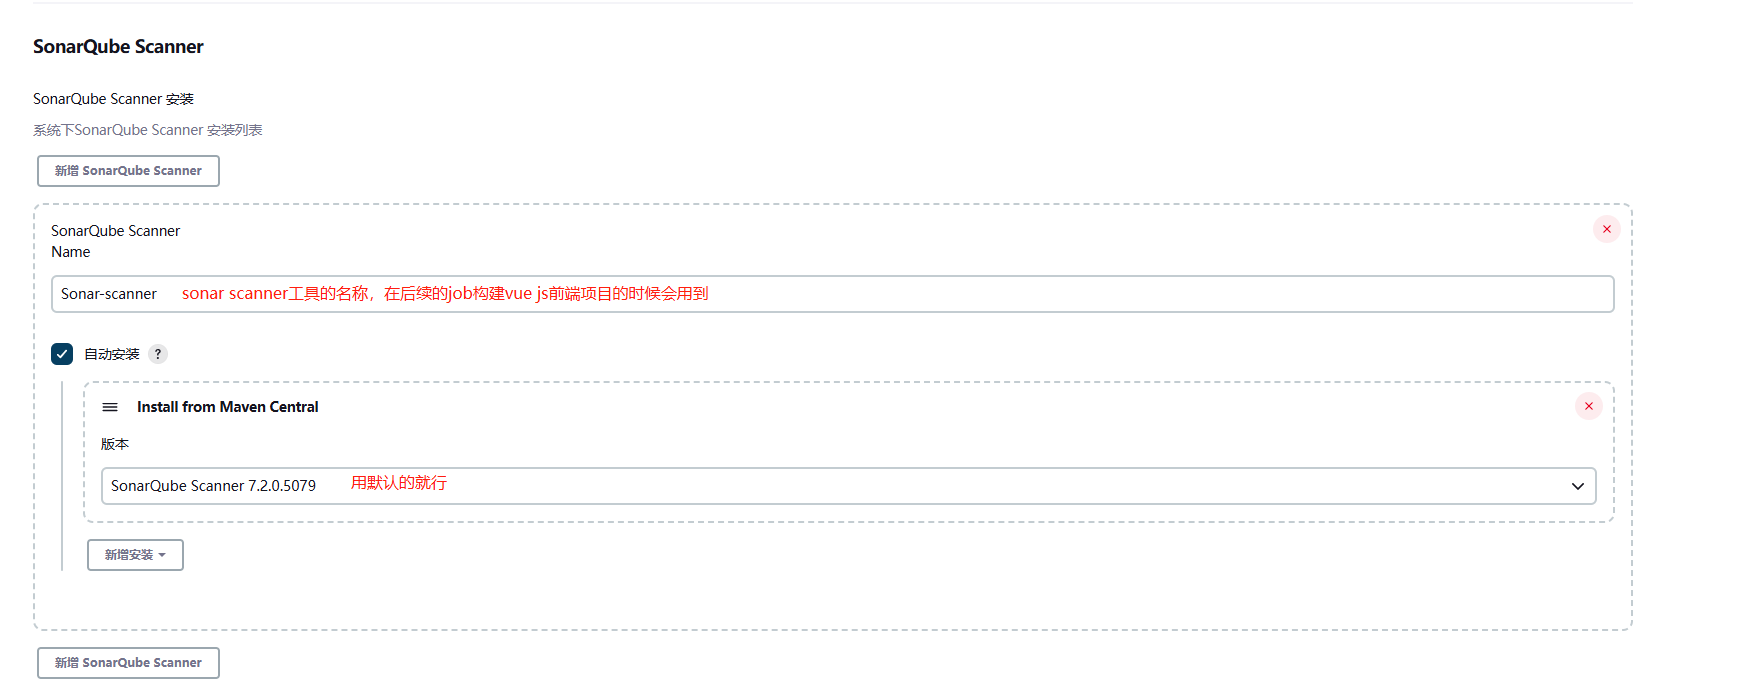 SonarQube Scanner
SonarQube Scanner 安装
系统下SonarQube Scanner 安装列表
新增 SonarQube Scanner
SonarQube Scanner
Name
Sonar-scanner sonar scanner工具的名称，在后续的job构建vue js前端项目的时候会用到
自动安装 ?
Install from Maven Central
版本
SonarQube Scanner 7.2.0.5079 用默认的就行
新增安装
新增 SonarQube Scanner